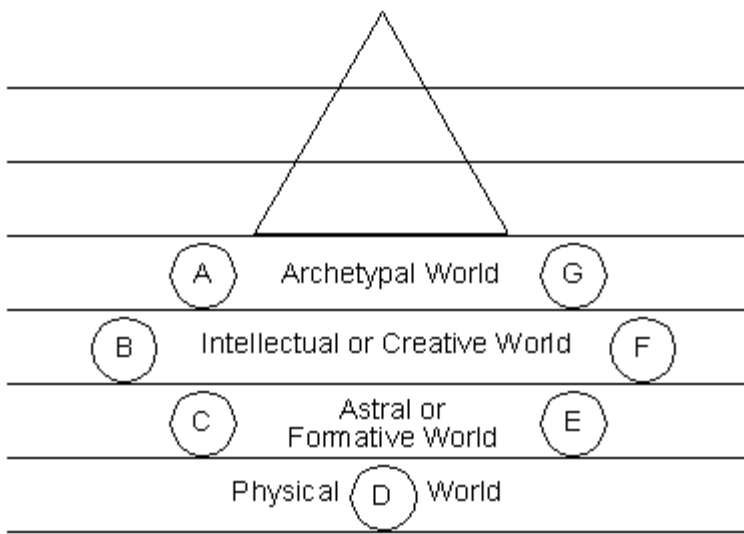 A Archetypal World G
B Intellectual or Creative World F
C Astral or E
Formative World
Physical D World